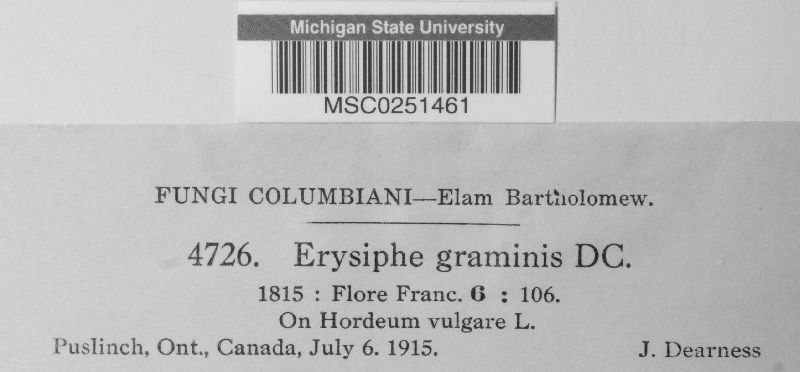 Michigan State University
MSC0251461
FUNGI COLUMBIANI—Elam Bartholomew.
4726. Erysiphe graminis DC.
1815 : Flore Franc. 6 : 106.
On Hordeum vulgare L.
Puslinch, Ont., Canada, July 6. 1915. J. Dearness